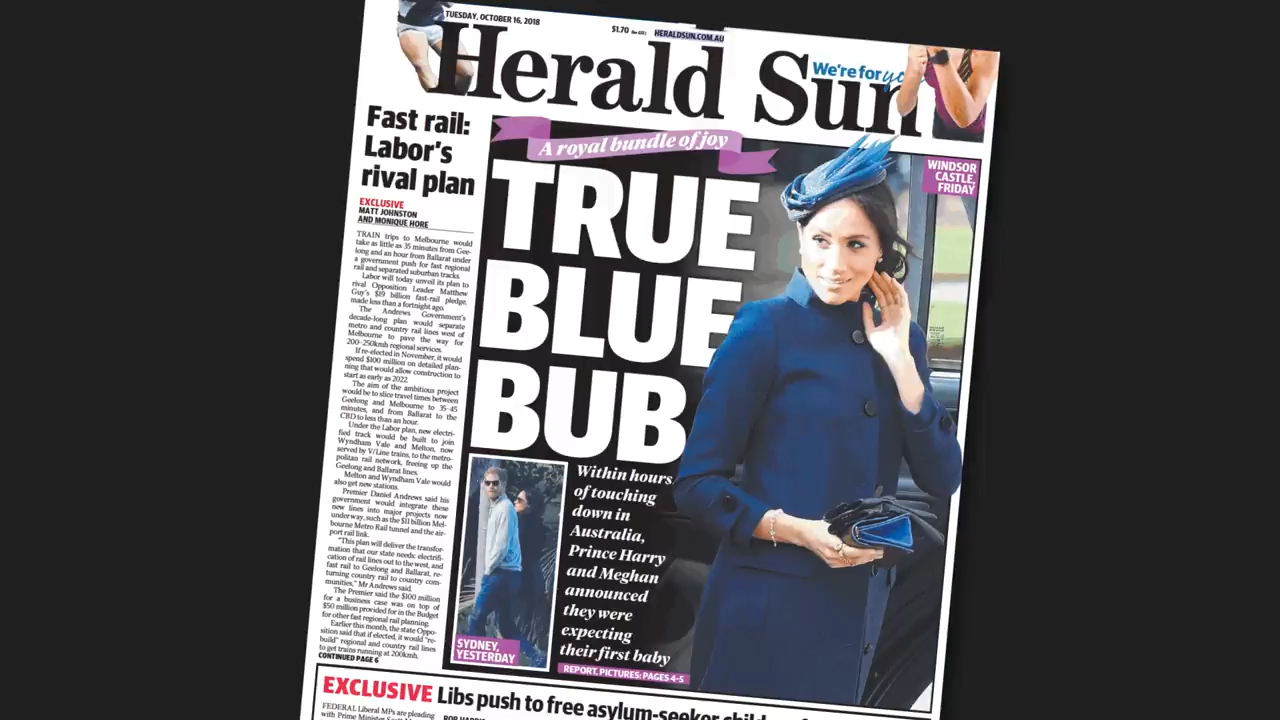 TUESDAY, OCTOBER 16, 2018
$1.70
HERALDSUN.COM.AU
Herald Sun
We're for yo
Fast rail:
Labor's
rival plan
EXCLUSIVE
MATT JOHNSTON
AND MONIQUE HORE
TRAIN trips to Melbourne would
take as little as 35 minutes from Gee-
long and an hour from Ballarat under
a government push for fast regional
rail and separated suburban tracks.
Labor will today unveil its plan to
rival Opposition Leader Matthew
Guy's $19 billion fast-rail pledge,
made less than a fortnight ago.
The Andrews Government's
decade-long plan would separate
metro and country rail lines west of
Melbourne to pave the way for
200-250kmh regional services.
If re-elected in November, it would
spend $100 million on detailed plan-
ning that would allow construction to
start as early as 2022.
The aim of the ambitious project
would be to slice travel times between
Geelong and Melbourne to 35-45
minutes, and from Ballarat to the
CBD to less than an hour.
Under the Labor plan, new electri-
fied track would be built to join
Wyndham Vale and Melton, now
served by V/Line trains, to the metro-
politan rail network, freeing up the
Geelong and Ballarat lines.
Melton and Wyndham Vale would
also get new stations.
Premier Daniel Andrews said his
government would integrate these
new lines into major projects now
underway, such as the $11 billion Mel-
bourne Metro Rail tunnel and the air-
port rail link.
"This plan will deliver the transfor-
mation that our state needs: electrifi-
cation of rail lines out to the west, and
fast rail to Geelong and Ballarat, re-
turning country rail to country com-
munities," Mr Andrews said.
The Premier said the $100 million
for a business case was on top of
$50 million provided for in the Budget
for other fast regional rail planning.
Earlier this month, the state Oppo-
sition said that if elected, it would "re-
build" regional and country rail lines
to get trains running at 200kmh.
CONTINUED PAGE 6
A royal bundle of joy
TRUE
BLUE
BUB
WINDSOR
CASTLE,
FRIDAY
Within hours
of touching
down in
Australia,
Prince Harry
and Meghan
announced
they were
expecting
their first baby
REPORT, PICTURES: PAGES 4-5
SYDNEY,
YESTERDAY
EXCLUSIVE Libs push to free asylum-seeker
FEDERAL Liberal MPs are pleading
with Prime Minister